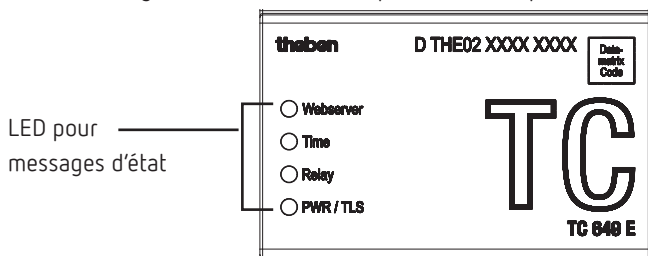 theben
D THE02 XXXX XXXX
Data-
matrix
Code
Webserver
LED pour
messages d'état
Time
Relay
PWR / TLS
TC
TC 649 E